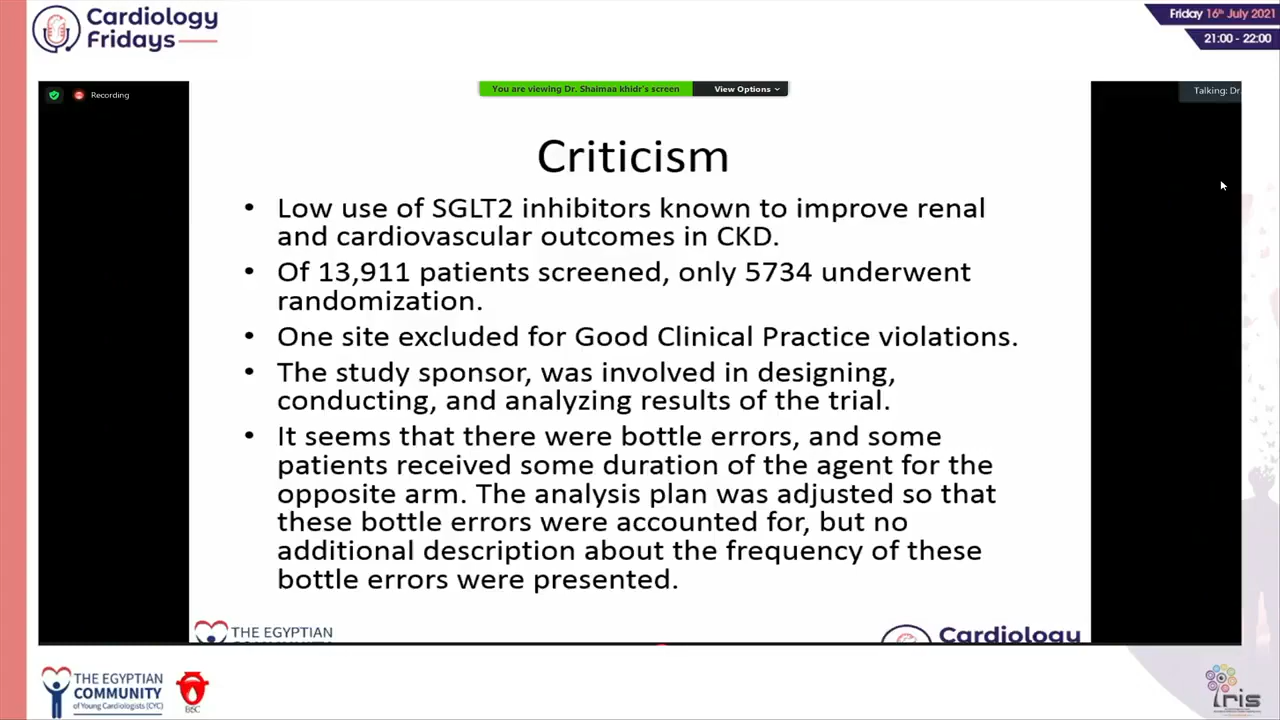 Cardiology
Fridays
Friday 16th July 2021
21:00 - 22:00
Recording
You are viewing Dr. Shaimaa khidr's screen
View Options
Talking: Dr.
Criticism
• Low use of SGLT2 inhibitors known to improve renal
and cardiovascular outcomes in CKD.
• Of 13,911 patients screened, only 5734 underwent
randomization.
• One site excluded for Good Clinical Practice violations.
• The study sponsor, was involved in designing,
conducting, and analyzing results of the trial.
• It seems that there were bottle errors, and some
patients received some duration of the agent for the
opposite arm. The analysis plan was adjusted so that
these bottle errors were accounted for, but no
additional description about the frequency of these
bottle errors were presented.
THE EGYPTIAN
Cardiology
THE EGYPTIAN
COMMUNITY
of Young Cardiologists (CYC)
iris